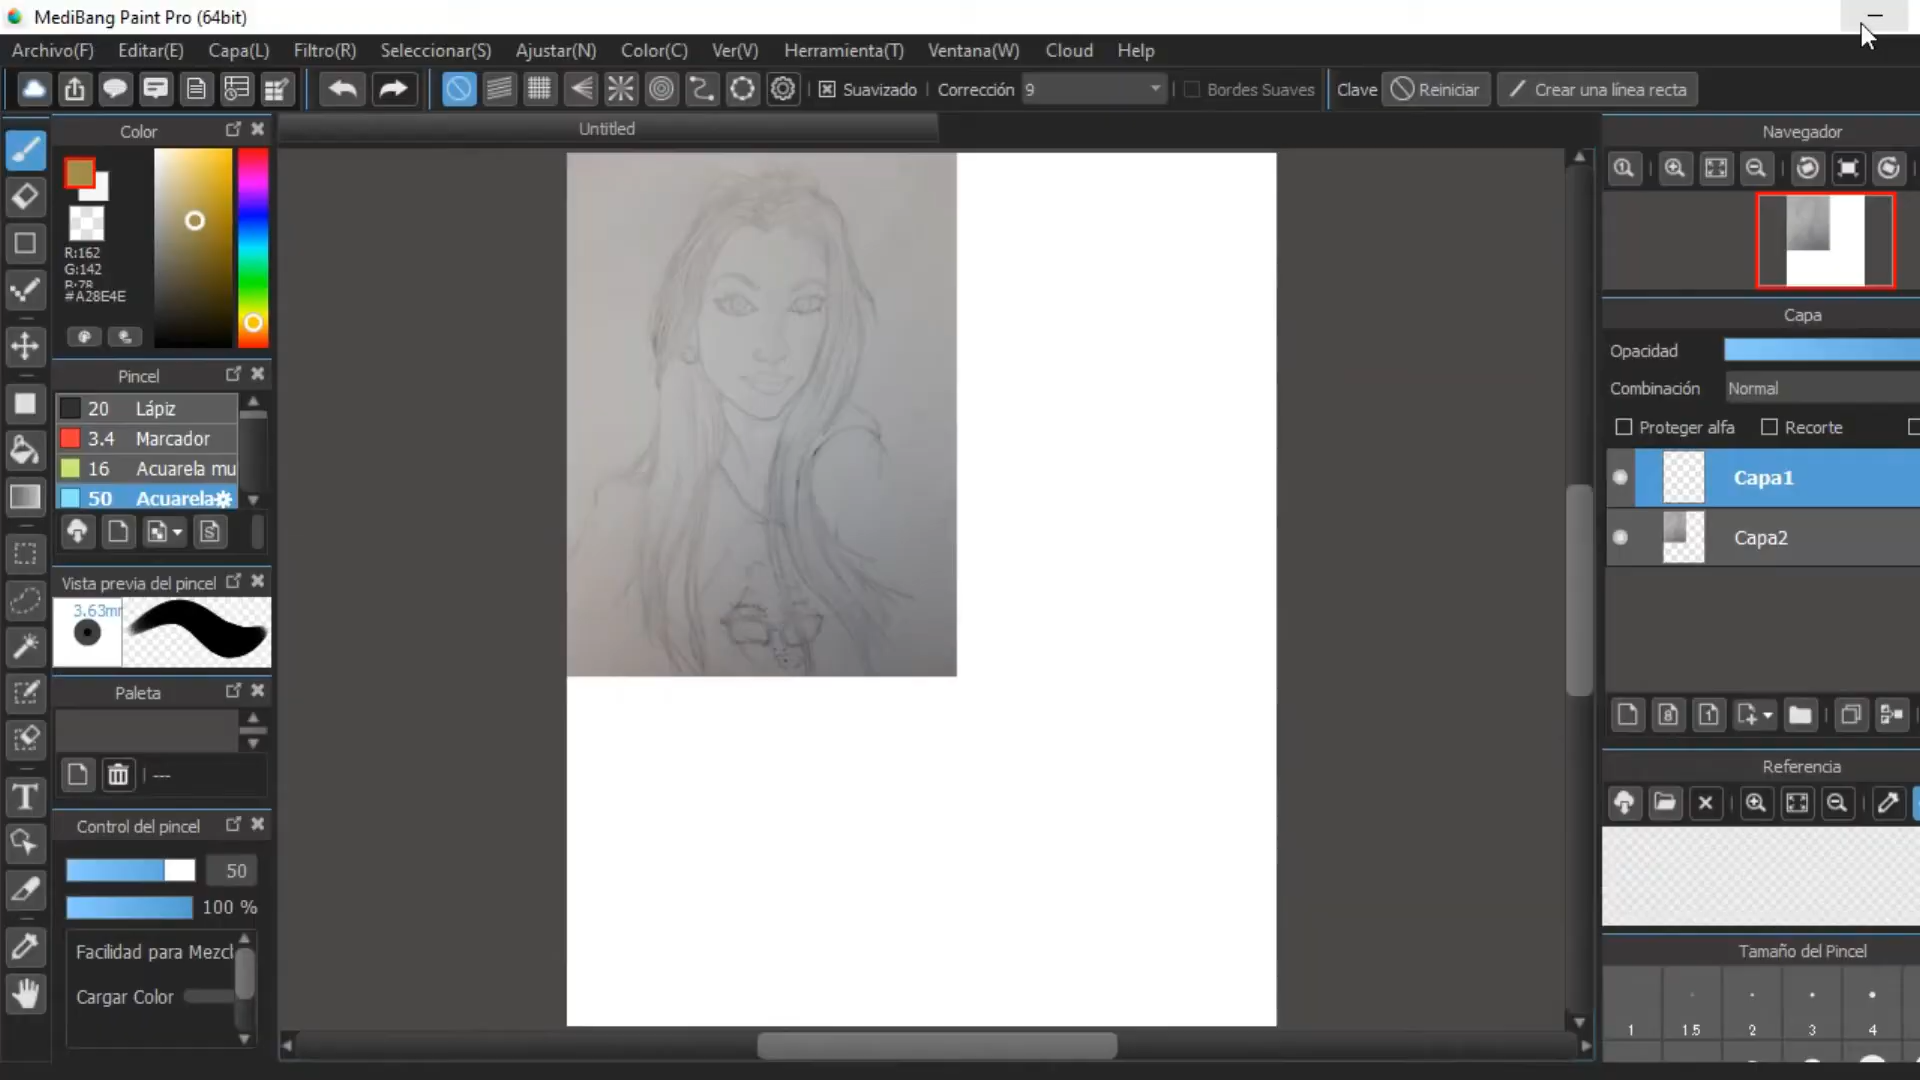 MediBang Paint Pro (64bit)
Archivo(F) Editar(E) Capa(L) Filtro(R) Seleccionar(S) Ajustar(N) Color(C) Ver(V) Herramienta(T) Ventana(W) Cloud Help
Suavizado Corrección 9 Bordes Suaves Clave Reiniciar Crear una línea recta
Color
R:162
G:142
B:78
#A28E4E
Pincel
20 Lápiz
3.4 Marcador
16 Acuarela mu
50 Acuarela
Vista previa del pincel
3.63m
Paleta
---
Control del pincel
50
100 %
Facilidad para Mezcl
Cargar Color
Untitled
Navegador
Capa
Opacidad
Combinación Normal
Proteger alfa Recorte
Capa1
Capa2
Referencia
Tamaño del Pincel
1 1.5 2 3 4